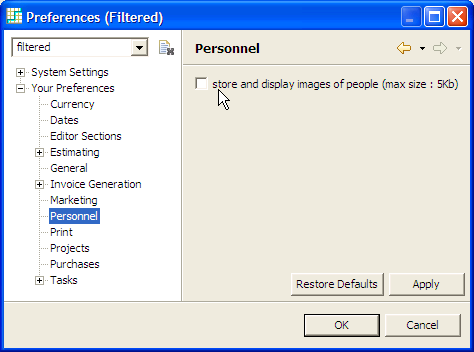 Preferences (Filtered)
filtered
System Settings
Your Preferences
Currency
Dates
Editor Sections
Estimating
General
Invoice Generation
Marketing
Personnel
Print
Projects
Purchases
Tasks
Personnel
store and display images of people (max size : 5Kb)
Restore Defaults
Apply
OK
Cancel